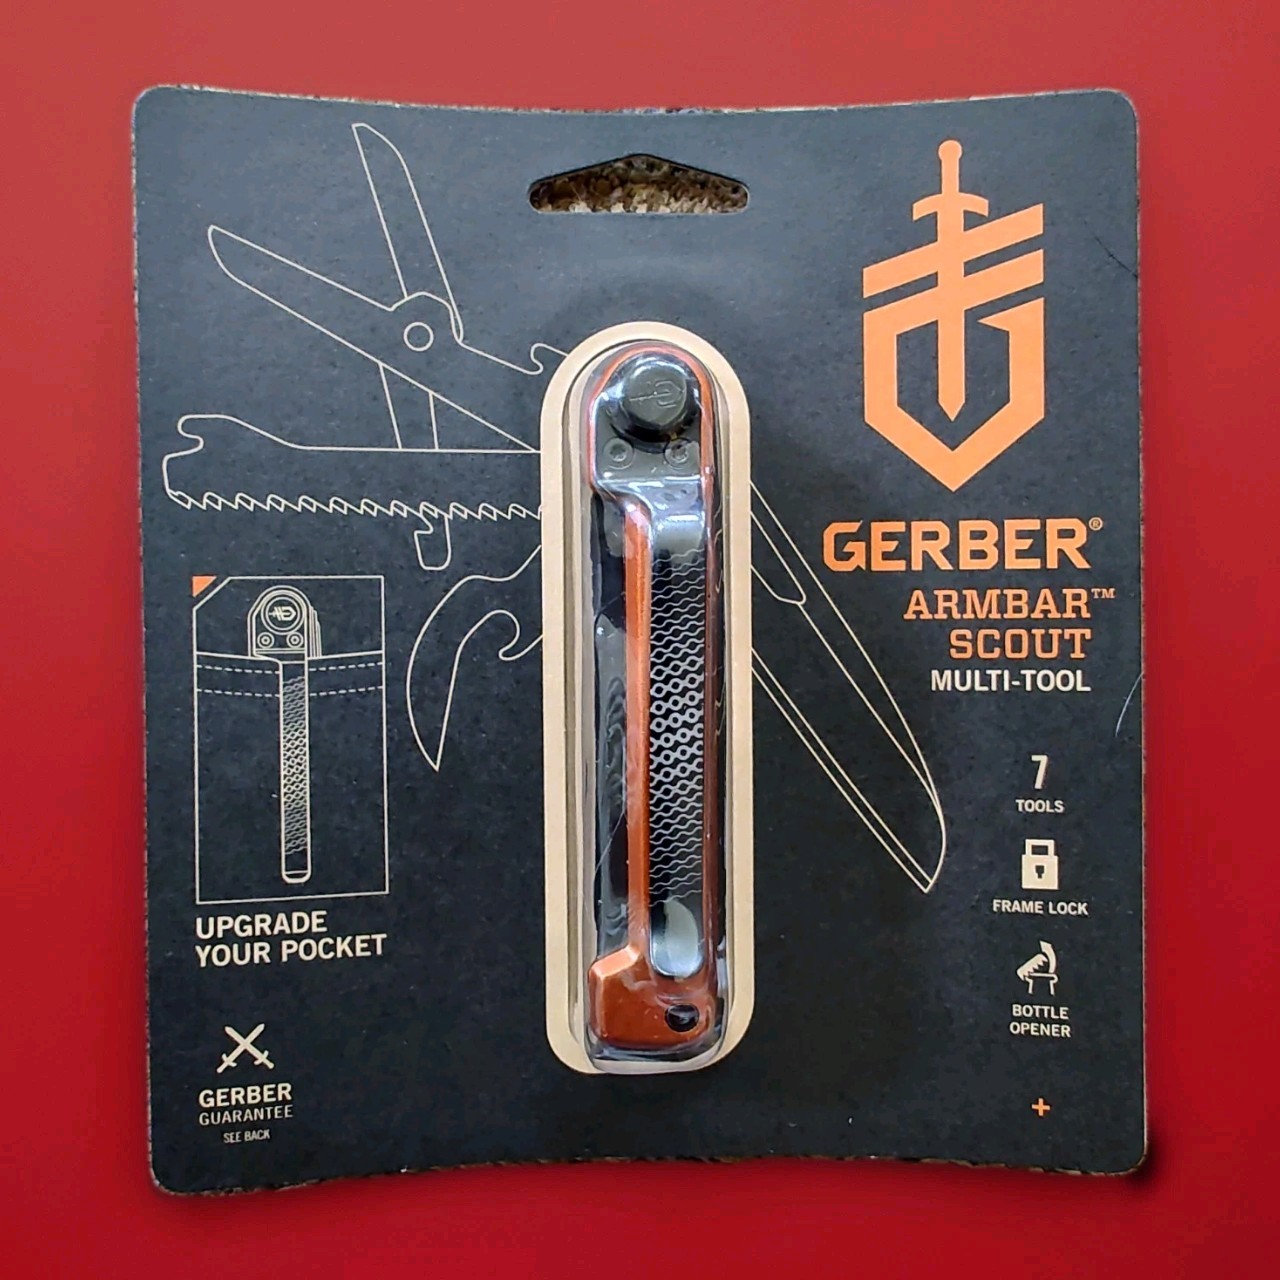 GERBER®
ARMBAR™
SCOUT
MULTI-TOOL
7
TOOLS
FRAME LOCK
BOTTLE
OPENER
+
UPGRADE
YOUR POCKET
GERBER
GUARANTEE
SEE BACK